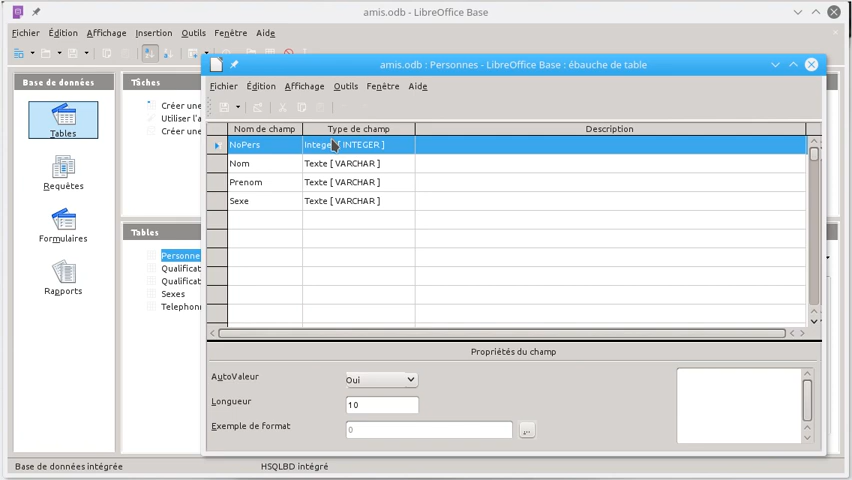 amis.odb - LibreOffice Base
Fichier Édition Affichage Insertion Outils Fenêtre Aide
Base de données
Tâches
Tables
Requêtes
Formulaires
Rapports
Créer une
Utiliser l'a
Créer une
Tables
Personne
Qualificat
Qualificat
Sexes
Telephon
amis.odb : Personnes - LibreOffice Base : ébauche de table
Fichier Édition Affichage Outils Fenêtre Aide
Nom de champ Type de champ Description
NoPers Intege [ INTEGER ]
Nom Texte [ VARCHAR ]
Prenom Texte [ VARCHAR ]
Sexe Texte [ VARCHAR ]
Propriétés du champ
AutoValeur Oui
Longueur 10
Exemple de format 0
...
Base de données intégrée HSQLBD intégré